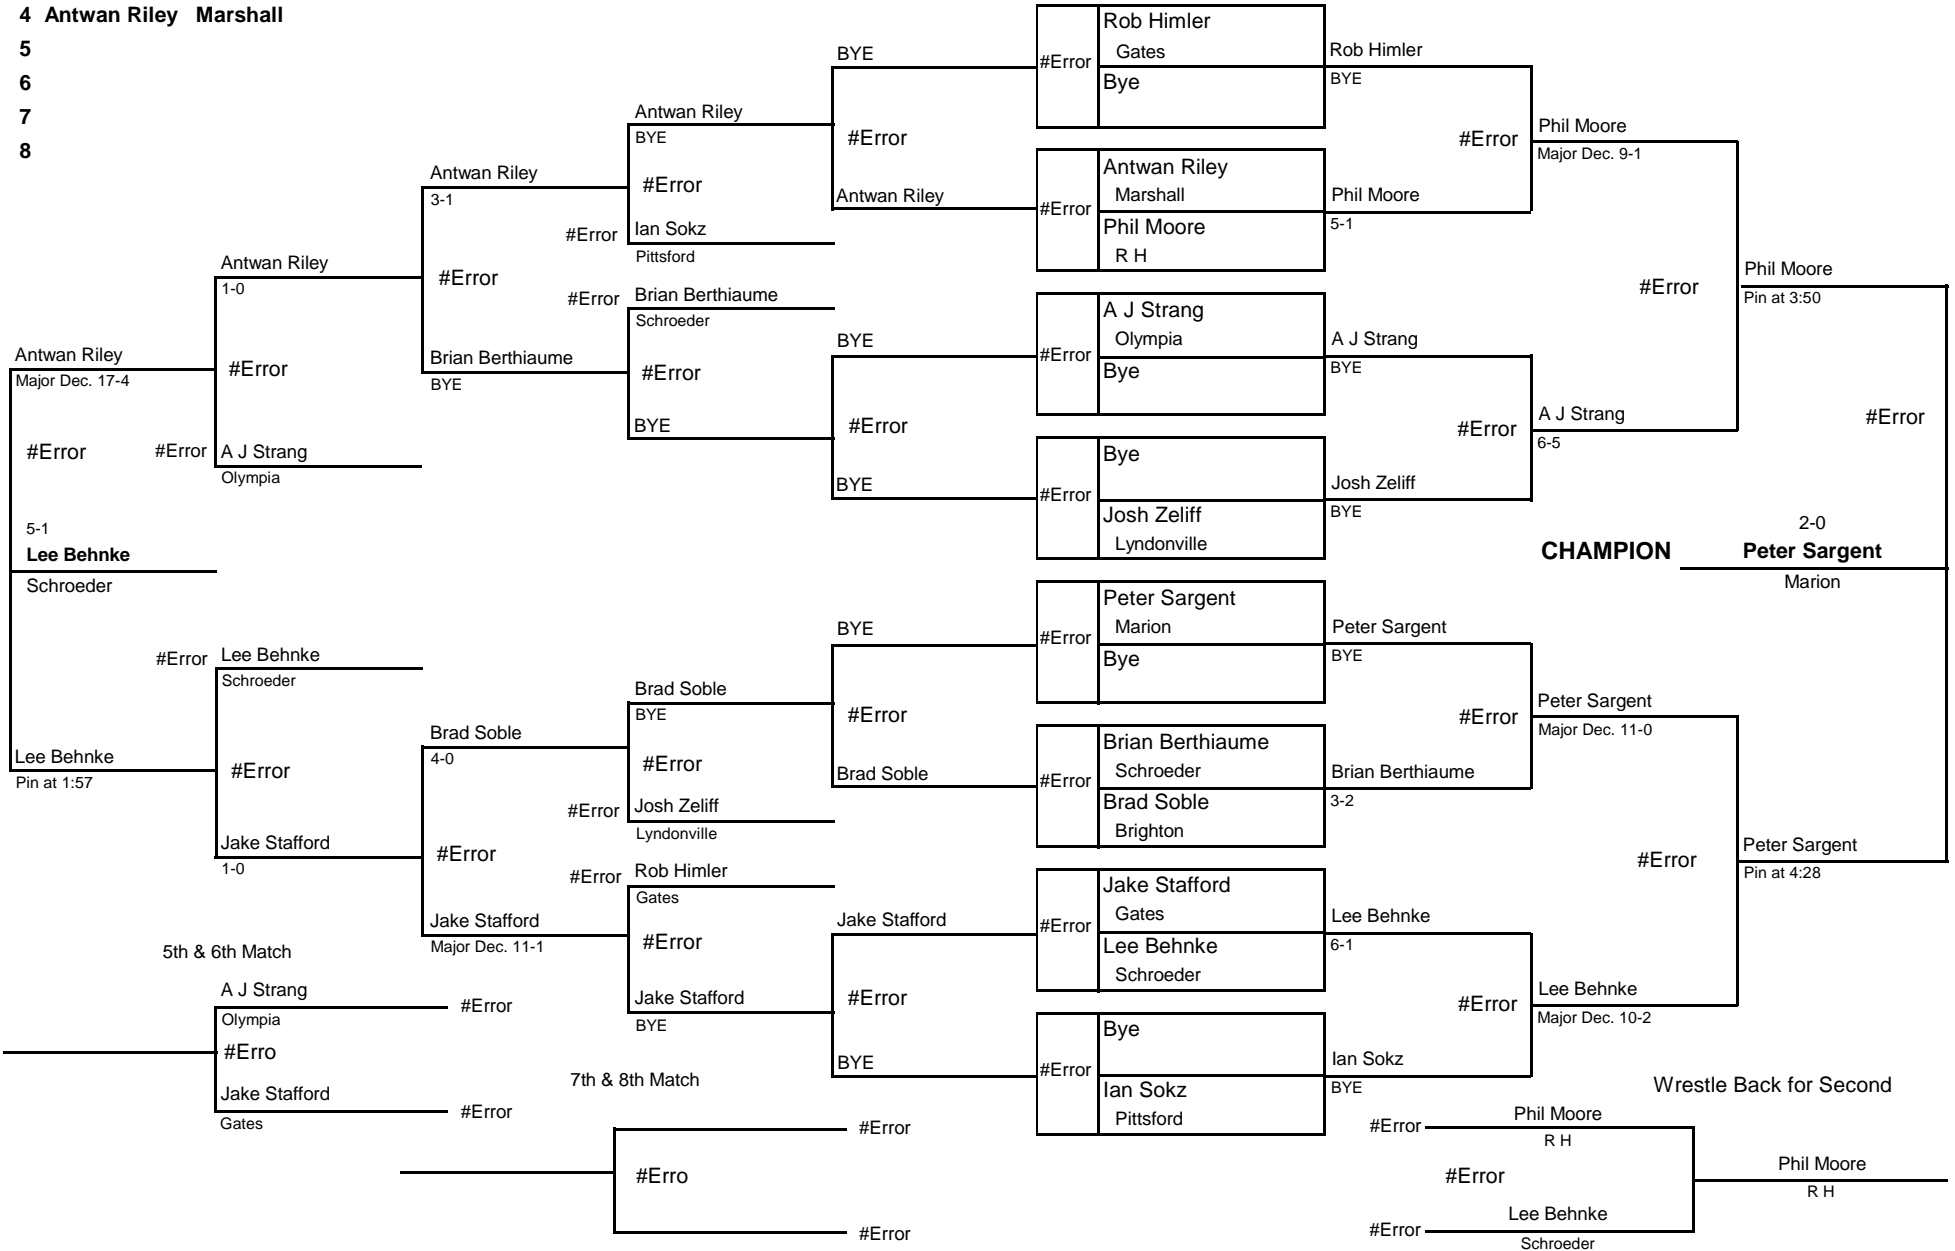 4 Antwan Riley Marshall
5
6
7
8
Antwan Riley
Major Dec. 17-4
#Error
5-1
Lee Behnke
Schroeder
Lee Behnke
Pin at 1:57
Antwan Riley
1-0
#Error
#Error A J Strang
Olympia
#Error Lee Behnke
Schroeder
#Error
Jake Stafford
1-0
5th & 6th Match
A J Strang
#Error
Olympia
#Erro
Jake Stafford
#Error
Gates
Antwan Riley
3-1
#Error
Brian Berthiaume
BYE
Brad Soble
4-0
#Error
Jake Stafford
Major Dec. 11-1
Antwan Riley
BYE
#Error
#Error Ian Sokz
Pittsford
#Error Brian Berthiaume
Schroeder
#Error
BYE
Brad Soble
BYE
#Error
#Error Josh Zeliff
Lyndonville
#Error Rob Himler
Gates
#Error
Jake Stafford
BYE
7th & 8th Match
#Error
#Erro
#Error
BYE
#Error
Antwan Riley
BYE
#Error
BYE
BYE
#Error
Brad Soble
Jake Stafford
#Error
BYE
Rob Himler
Gates
#Error
Bye
Antwan Riley
Marshall
#Error
Phil Moore
R H
A J Strang
Olympia
#Error
Bye
Bye
#Error
Josh Zeliff
Lyndonville
Peter Sargent
Marion
#Error
Bye
Brian Berthiaume
Schroeder
#Error
Brad Soble
Brighton
Jake Stafford
Gates
#Error
Lee Behnke
Schroeder
Bye
#Error
Ian Sokz
Pittsford
Rob Himler
BYE
#Error
Phil Moore
5-1
A J Strang
BYE
#Error
Josh Zeliff
BYE
Peter Sargent
BYE
#Error
Brian Berthiaume
3-2
Lee Behnke
6-1
#Error
Ian Sokz
BYE
Phil Moore
Major Dec. 9-1
#Error
A J Strang
6-5
Peter Sargent
Major Dec. 11-0
#Error
Lee Behnke
Major Dec. 10-2
Phil Moore
Pin at 3:50
#Error
2-0
CHAMPION Peter Sargent
Marion
Peter Sargent
Pin at 4:28
Wrestle Back for Second
#Error Phil Moore
R H
#Error
#Error Lee Behnke
Schroeder
Phil Moore
R H